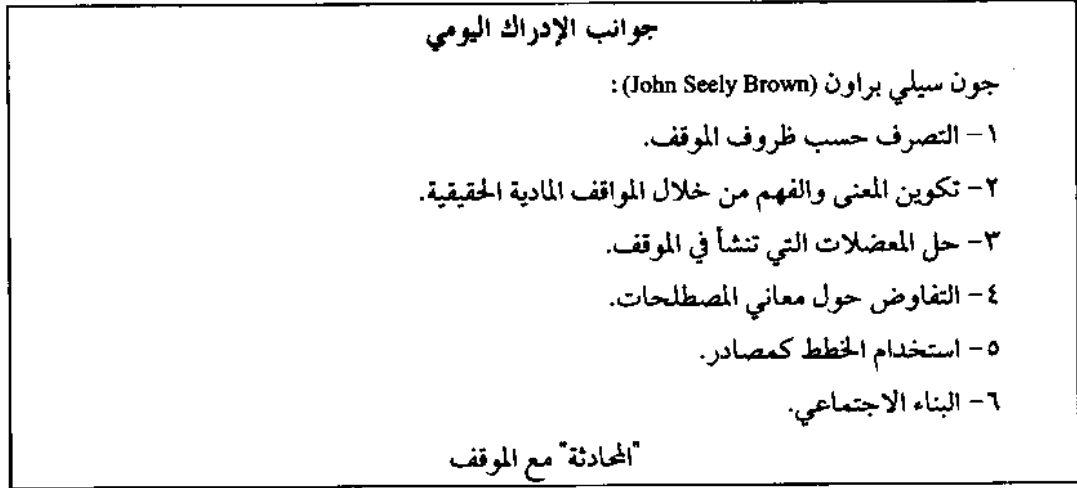 جوانب الإدراك اليومي
جون سيلي براون (John Seely Brown):
١- التصرف حسب ظروف الموقف.
٢- تكوين المعنى والفهم من خلال المواقف المادية الحقيقية.
٣- حل المعضلات التي تنشأ في الموقف.
٤- التفاوض حول معاني المصطلحات.
٥- استخدام الخطط كمصادر.
٦- البناء الاجتماعي.
"المحادثة" مع الموقف